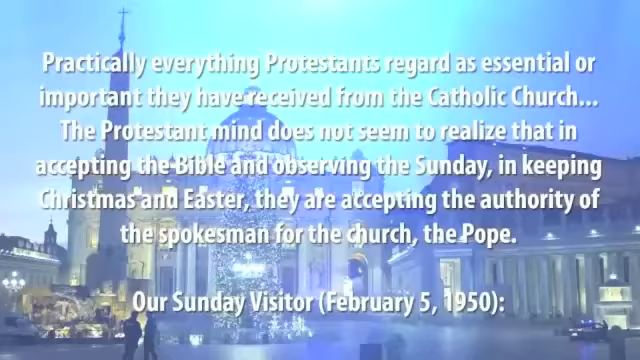 Practically everything Protestants regard as essential or
important they have received from the Catholic Church...
The Protestant mind does not seem to realize that in
accepting the Bible and observing the Sunday, in keeping
Christmas and Easter, they are accepting the authority of
the spokesman for the church, the Pope.
Our Sunday Visitor (February 5, 1950):